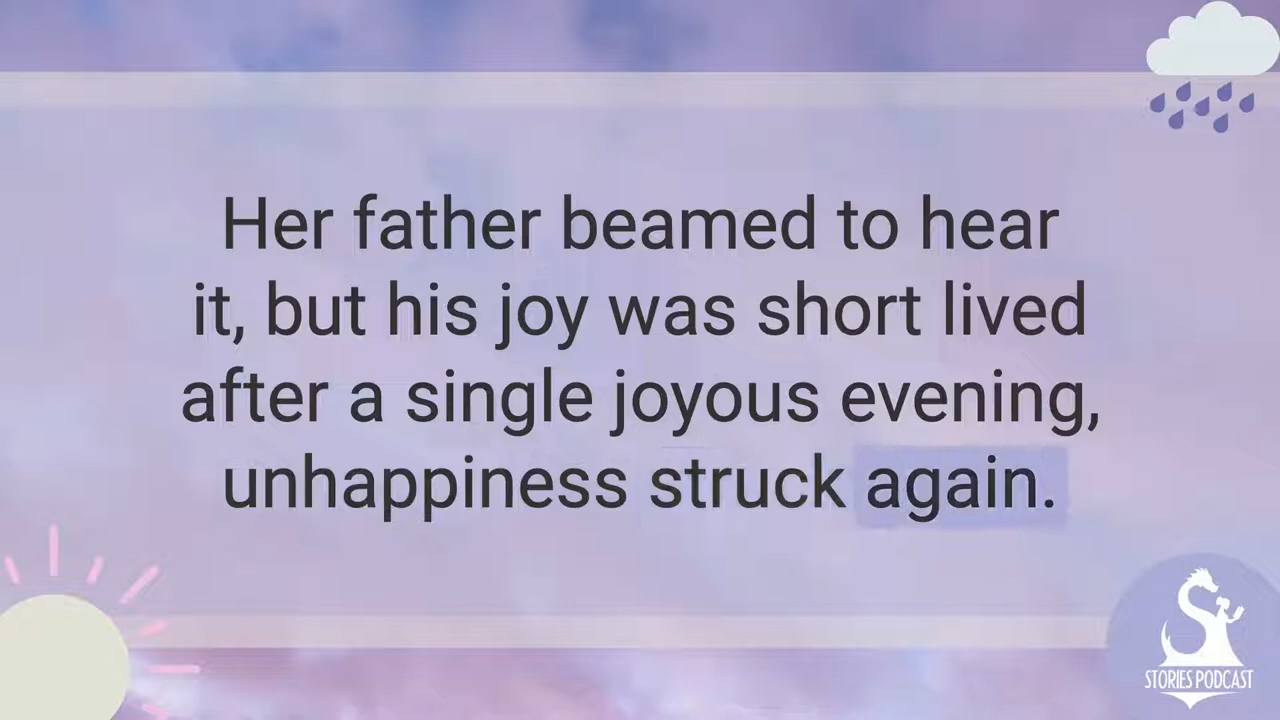 Her father beamed to hear
it, but his joy was short lived
after a single joyous evening,
unhappiness struck again.
STORIES PODCAST